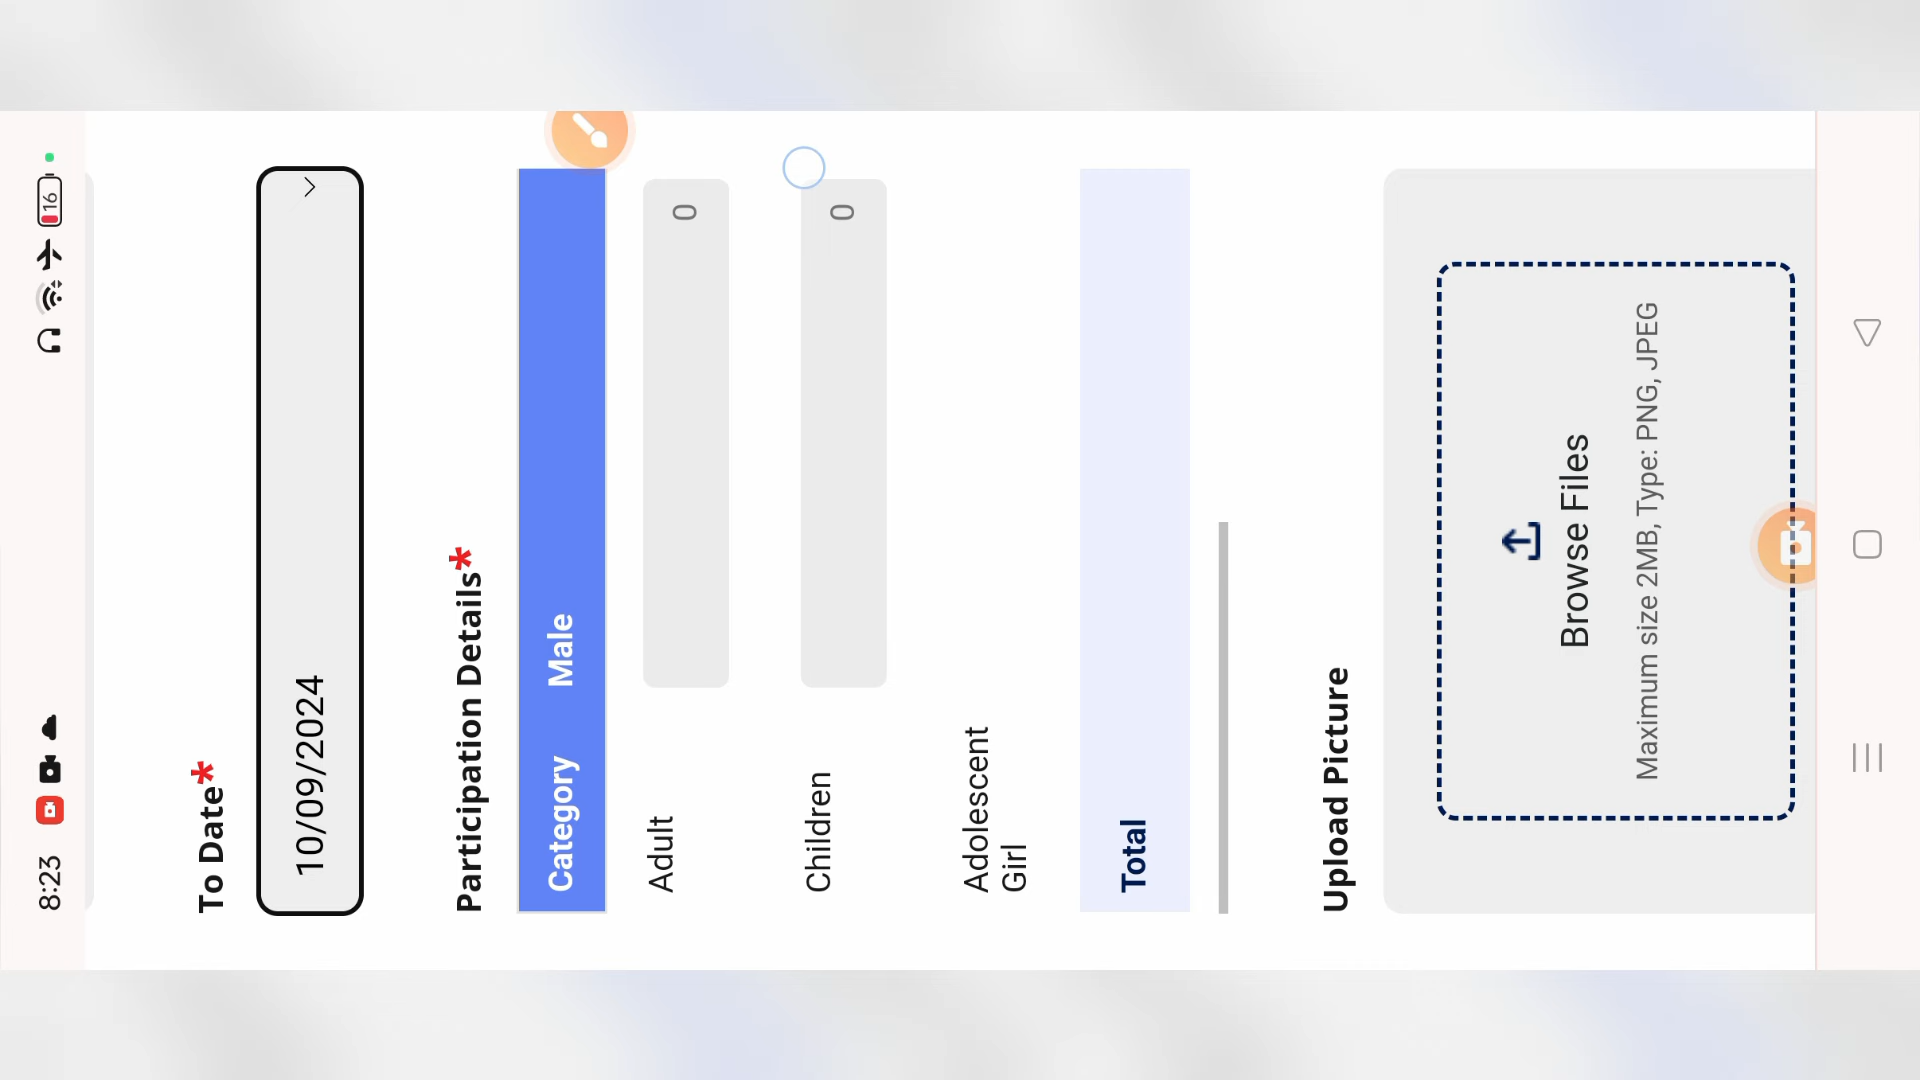 8:23
16
To Date*
10/09/2024
Participation Details*
Category Male
Adult 0
Children 0
Adolescent
Girl
Total
Upload Picture
Browse Files
Maximum size 2MB, Type: PNG, JPEG